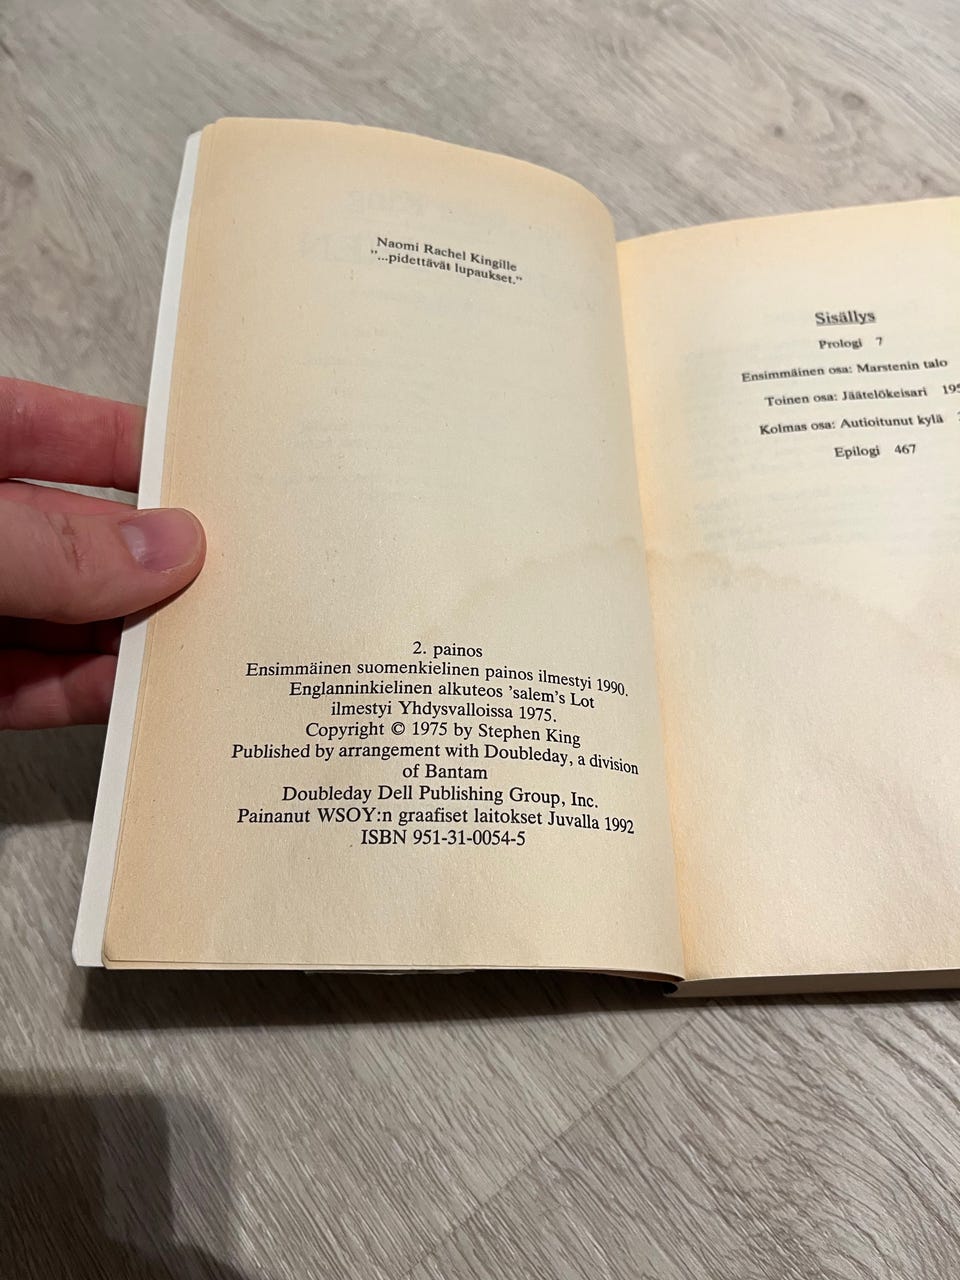 Naomi Rachel Kingille
"...pidettävät lupaukset."
2. painos
Ensimmäinen suomenkielinen painos ilmestyi 1990.
Englanninkielinen alkuteos 'salem's Lot
ilmestyi Yhdysvalloissa 1975.
Copyright © 1975 by Stephen King
Published by arrangement with Doubleday, a division
of Bantam
Doubleday Dell Publishing Group, Inc.
Painanut WSOY:n graafiset laitokset Juvalla 1992
ISBN 951-31-0054-5
Sisällys
Prologi 7
Ensimmäinen osa: Marstenin talo
Toinen osa: Jäätelökeisari 195
Kolmas osa: Autioitunut kylä
Epilogi 467